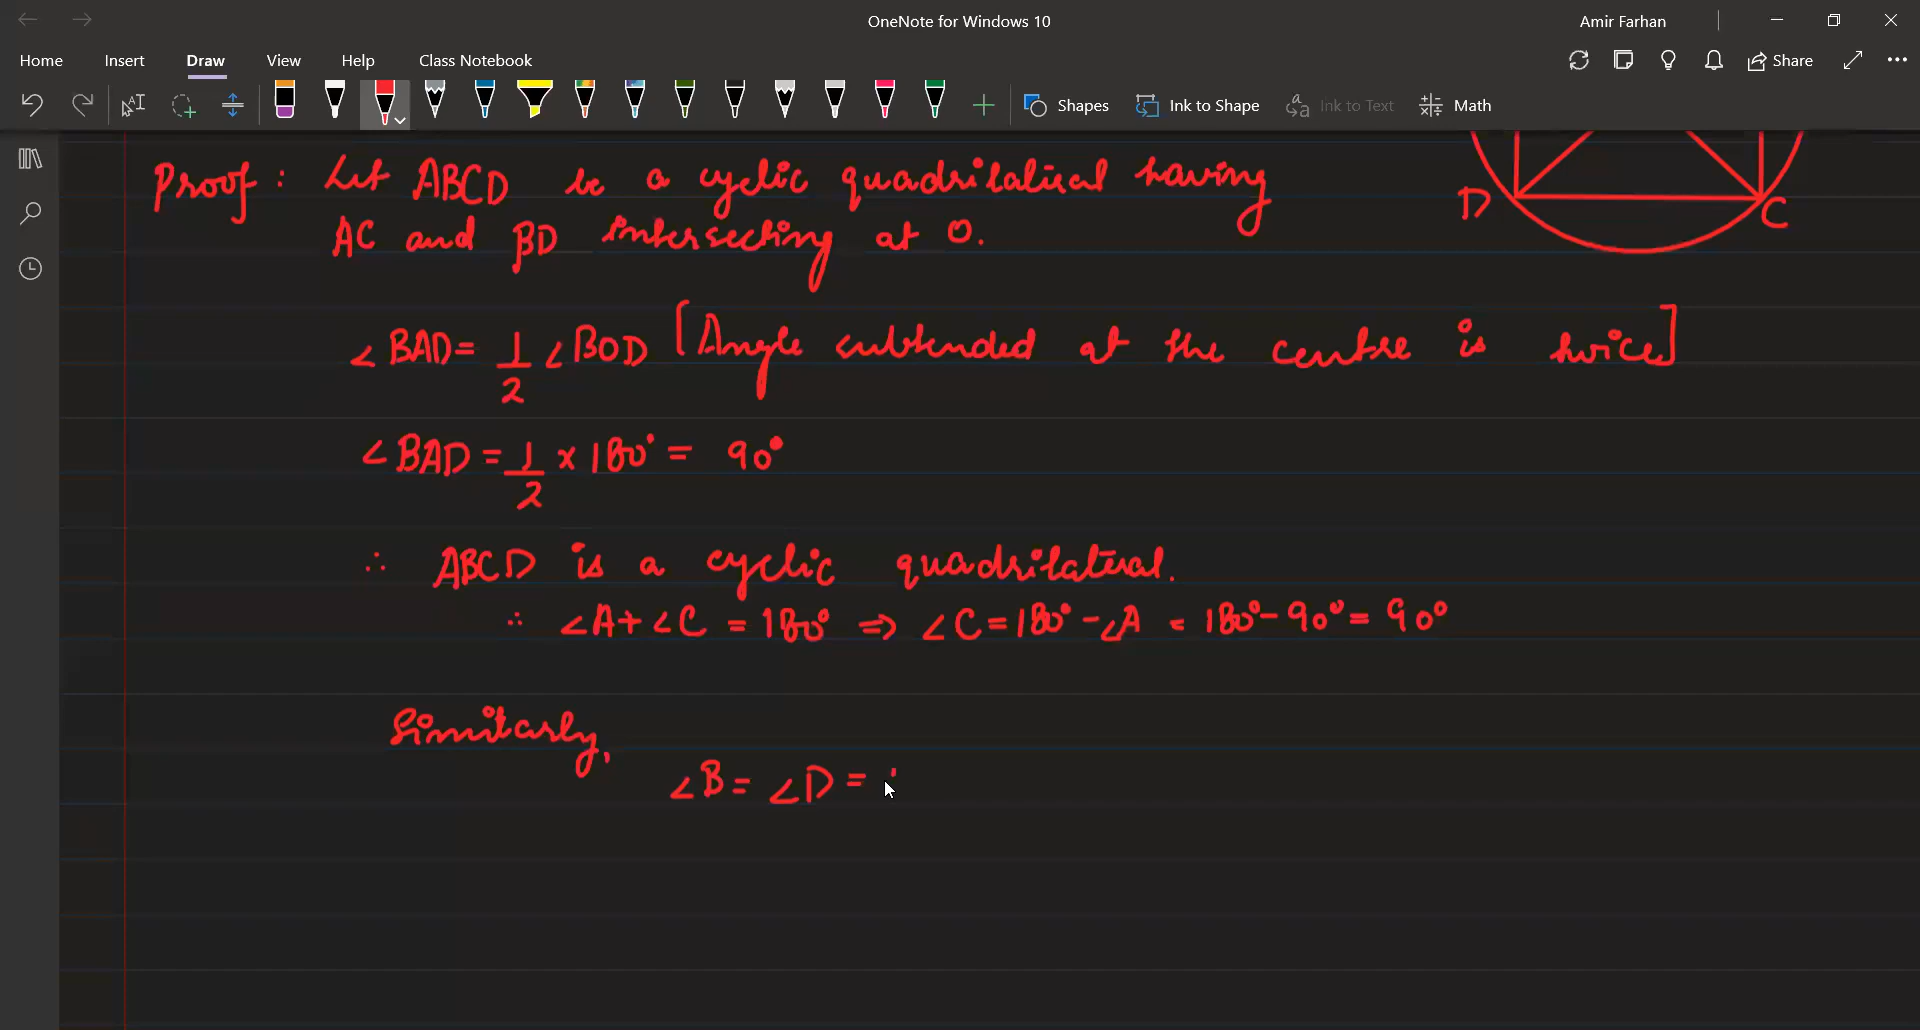 OneNote for Windows 10
Amir Farhan
Home Insert Draw View Help Class Notebook
Share
Shapes Ink to Shape Ink to Text Math
Proof : Let ABCD be a cyclic quadrilateral having
D C
AC and BD intersecting at O.
∠BAD = 1/2 ∠BOD [Angle subtended at the centre is twice]
∠BAD = 1/2 × 180° = 90°
∴ ABCD is a cyclic quadrilateral.
∴ ∠A + ∠C = 180° ⇒ ∠C = 180° - ∠A = 180° - 90° = 90°
Similarly,
∠B = ∠D =